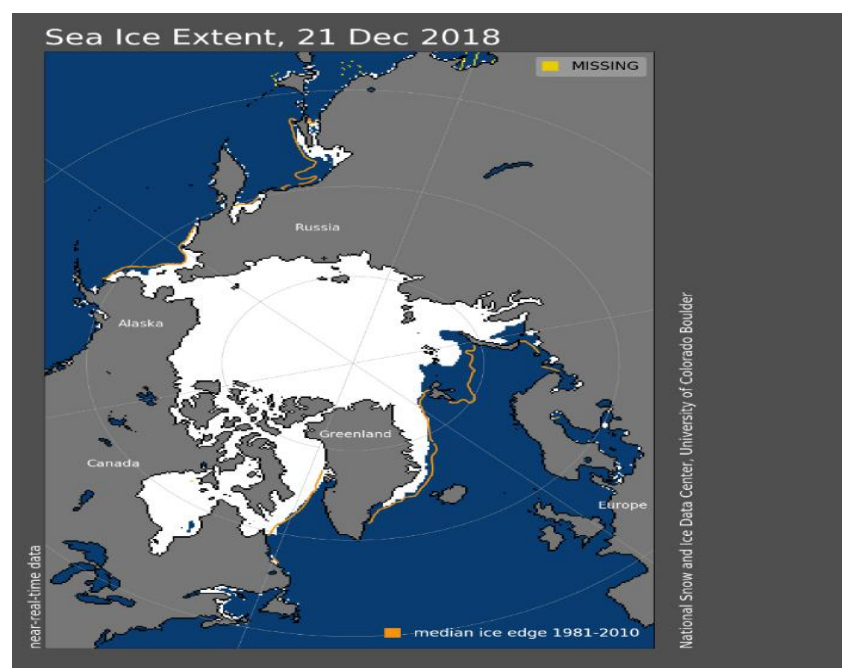 Sea Ice Extent, 21 Dec 2018
MISSING
Russia
Alaska
Greenland
Canada
Europe
near-real-time data
median ice edge 1981-2010
National Snow and Ice Data Center, University of Colorado Boulder